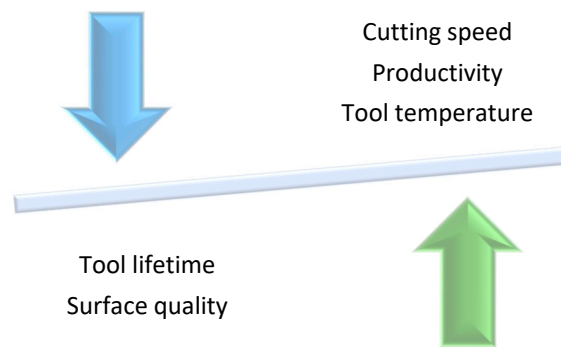 Cutting speed
Productivity
Tool temperature
Tool lifetime
Surface quality